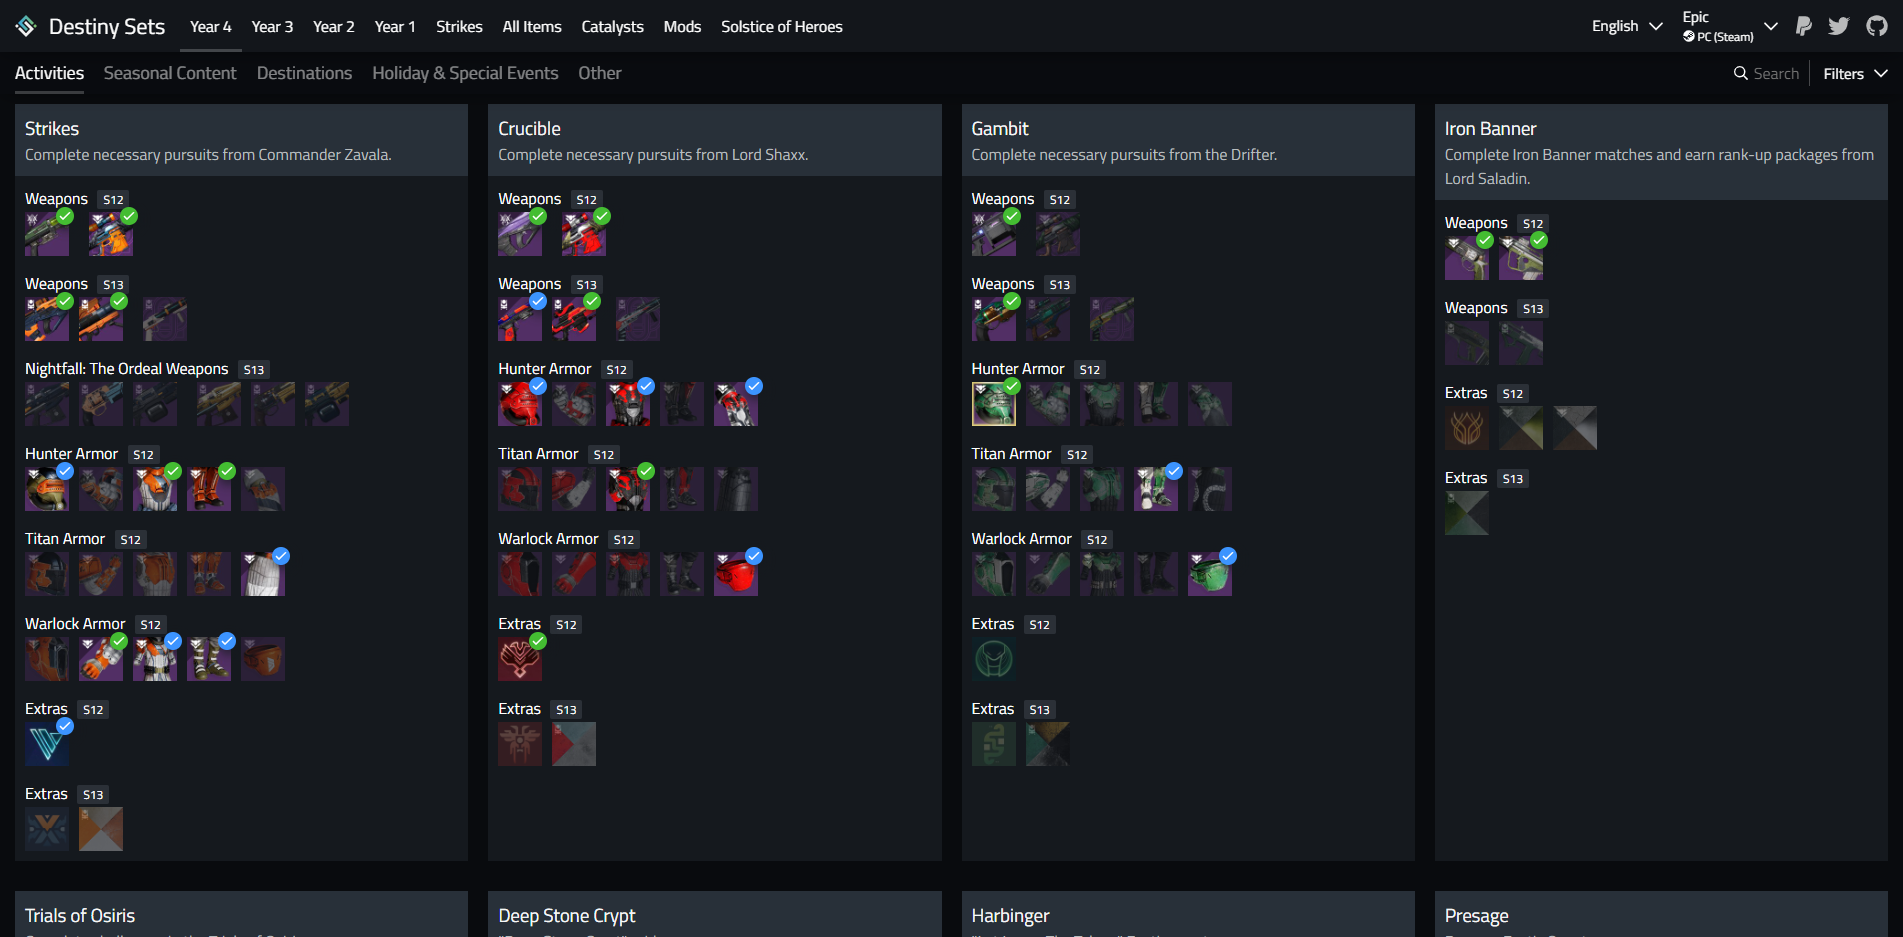 Destiny Sets
Year 4
Year 3
Year 2
Year 1
Strikes
All Items
Catalysts
Mods
Solstice of Heroes
English
Epic
PC (Steam)
Activities
Seasonal Content
Destinations
Holiday & Special Events
Other
Search
Filters
Strikes
Complete necessary pursuits from Commander Zavala.
Weapons S12
Weapons S13
Nightfall: The Ordeal Weapons S13
Hunter Armor S12
Titan Armor S12
Warlock Armor S12
Extras S12
Extras S13
Crucible
Complete necessary pursuits from Lord Shaxx.
Weapons S12
Weapons S13
Hunter Armor S12
Titan Armor S12
Warlock Armor S12
Extras S12
Extras S13
Gambit
Complete necessary pursuits from the Drifter.
Weapons S12
Weapons S13
Hunter Armor S12
Titan Armor S12
Warlock Armor S12
Extras S12
Extras S13
Iron Banner
Complete Iron Banner matches and earn rank-up packages from
Lord Saladin.
Weapons S12
Weapons S13
Extras S12
Extras S13
Trials of Osiris
Deep Stone Crypt
Harbinger
Presage